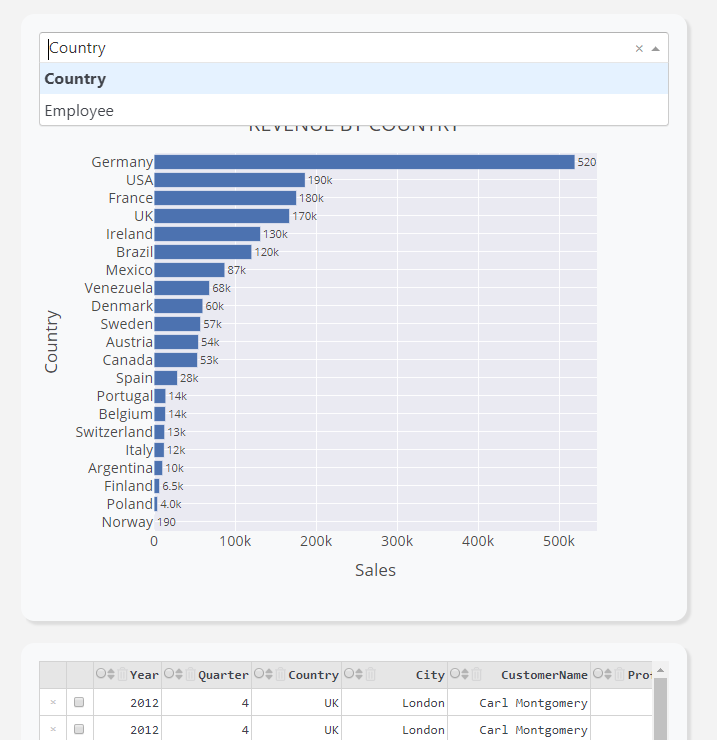 Country ×
Country
Employee
REVENUE BY COUNTRY
Germany 520
USA 190k
France 180k
UK 170k
Ireland 130k
Brazil 120k
Mexico 87k
Venezuela 68k
Denmark 60k
Sweden 57k
Austria 54k
Canada 53k
Spain 28k
Portugal 14k
Belgium 14k
Switzerland 13k
Italy 12k
Argentina 10k
Finland 6.5k
Poland 4.0k
Norway 190
Country
0 100k 200k 300k 400k 500k
Sales
Year Quarter Country City CustomerName Pro
× 2012 4 UK London Carl Montgomery
× 2012 4 UK London Carl Montgomery